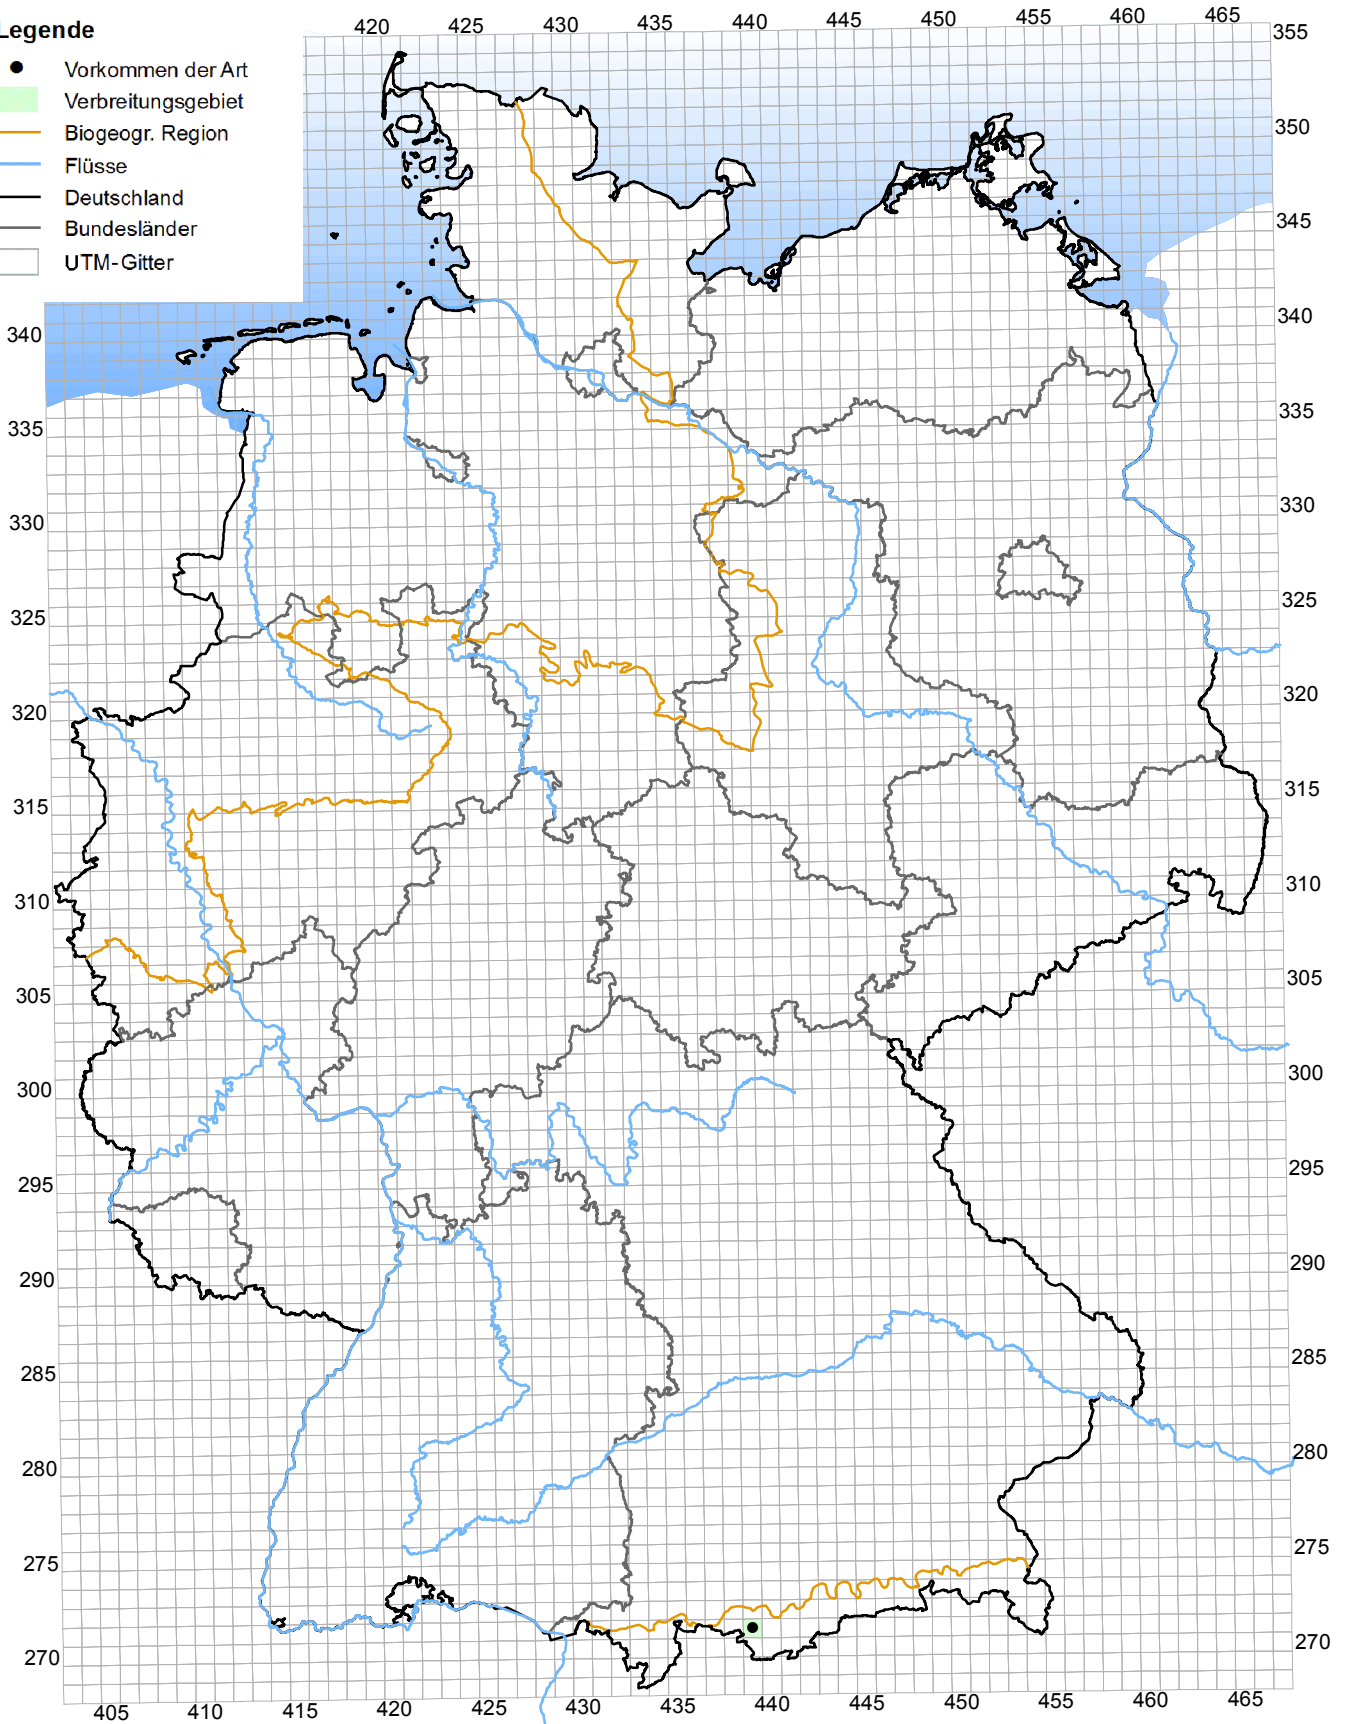 Legende
Vorkommen der Art
Verbreitungsgebiet
Biogeogr. Region
Flüsse
Deutschland
Bundesländer
UTM-Gitter
420 425 430 435 440 445 450 455 460 465
355
350
345
340 340
335 335
330 330
325 325
320 320
315 315
310 310
305 305
300 300
295 295
290 290
285 285
280 280
275 275
270 270
405 410 415 420 425 430 435 440 445 450 455 460 465